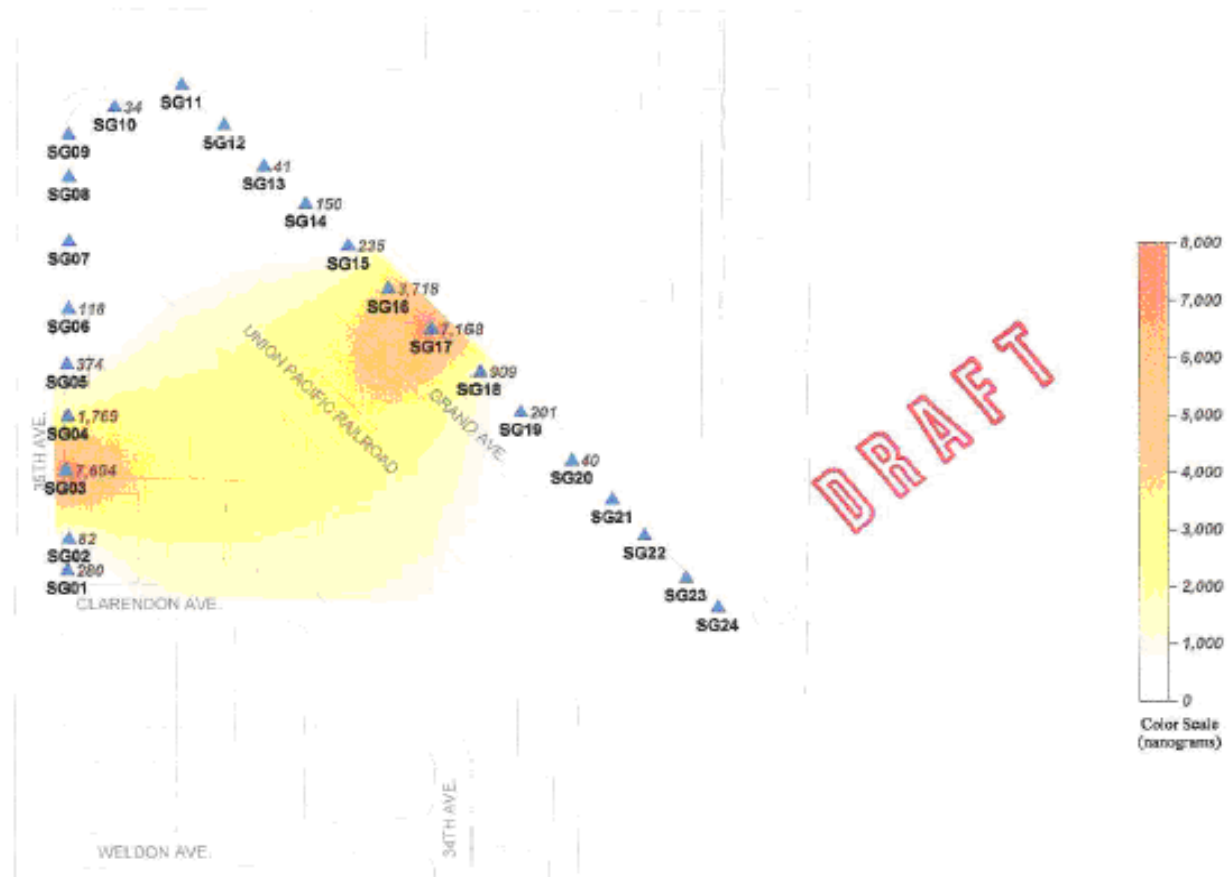 SG11
34
SG10
SG12
SG09
41
SG13
SG08
150
SG14
235
SG15
SG07
3,718
SG16
118
SG06
7,168
SG17
UNION PACIFIC RAILROAD
374
SG05
909
SG18
GRAND AVE.
1,769
SG04
201
SG19
35TH AVE.
7,694
SG03
40
SG20
SG21
82
SG02
SG22
280
SG01
SG23
CLARENDON AVE.
SG24
34TH AVE.
WELDON AVE.
DRAFT
8,000
7,000
6,000
5,000
4,000
3,000
2,000
1,000
0
Color Scale
(nanograms)